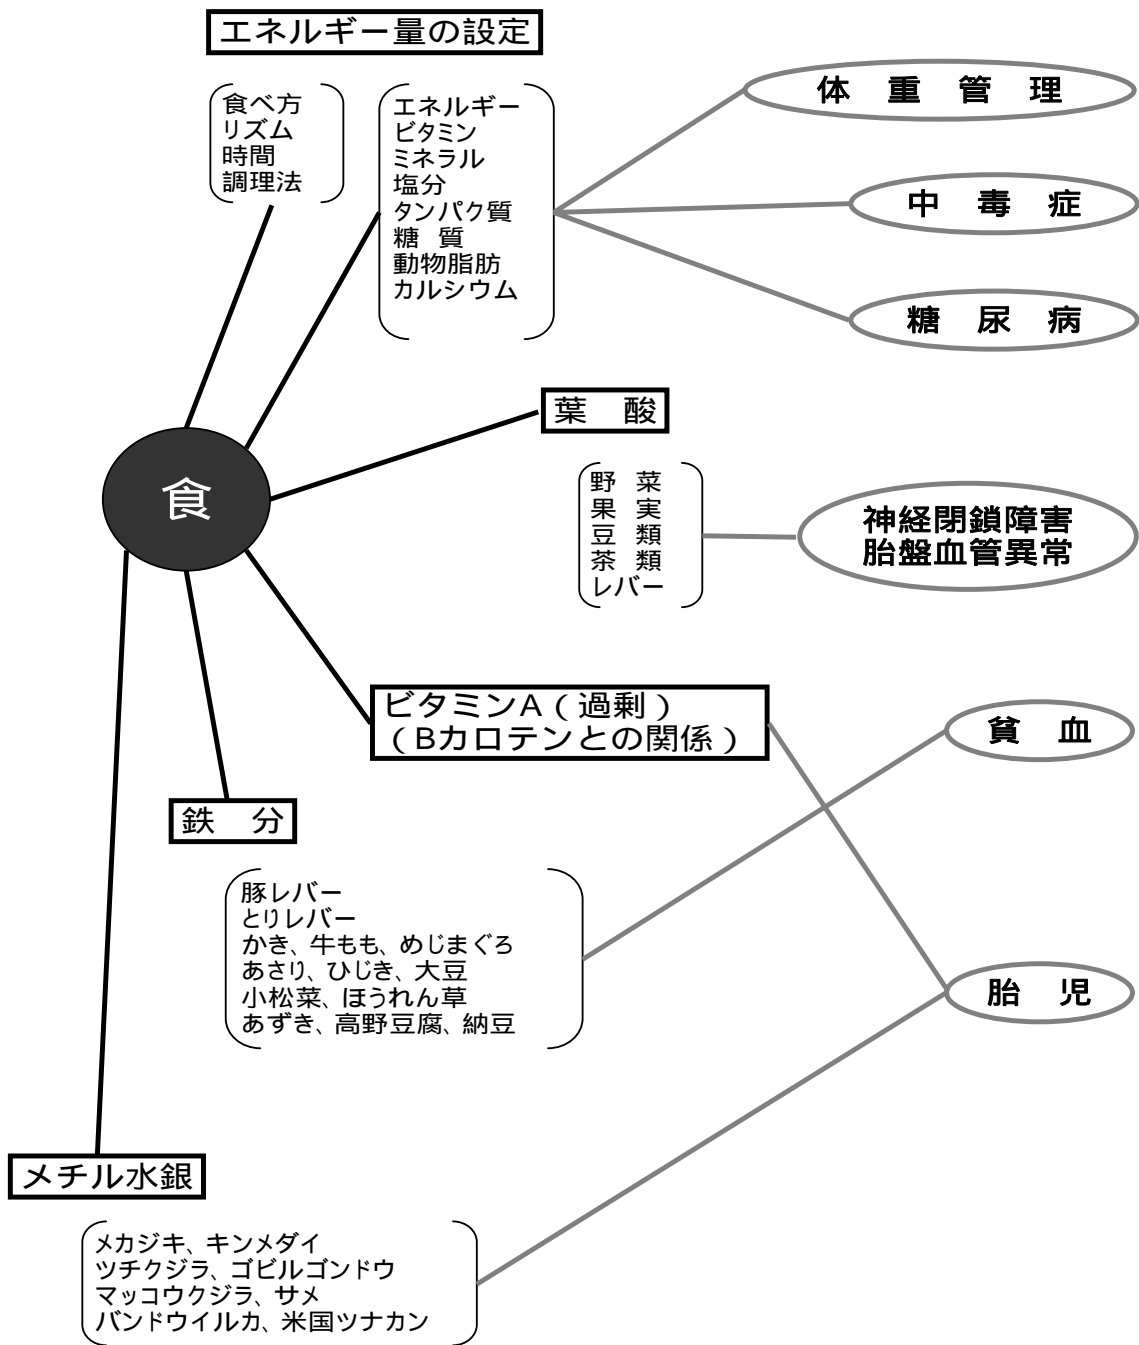 エネルギー量の設定
食べ方
リズム
時間
調理法
エネルギー
ビタミン
ミネラル
塩分
タンパク質
糖 質
動物脂肪
カルシウム
体 重 管 理
中 毒 症
糖 尿 病
葉 酸
食
野 菜
果 実
豆 類
茶 類
レバー
神経閉鎖障害
胎盤血管異常
ビタミンA(過剰)
(Bカロテンとの関係)
貧 血
鉄 分
豚レバー
とりレバー
かき、牛もも、めじまぐろ
あさり、ひじき、大豆
小松菜、ほうれん草
あずき、高野豆腐、納豆
胎 児
メチル水銀
メカジキ、キンメダイ
ツチクジラ、ゴビルゴンドウ
マッコウクジラ、サメ
バンドウイルカ、米国ツナカン